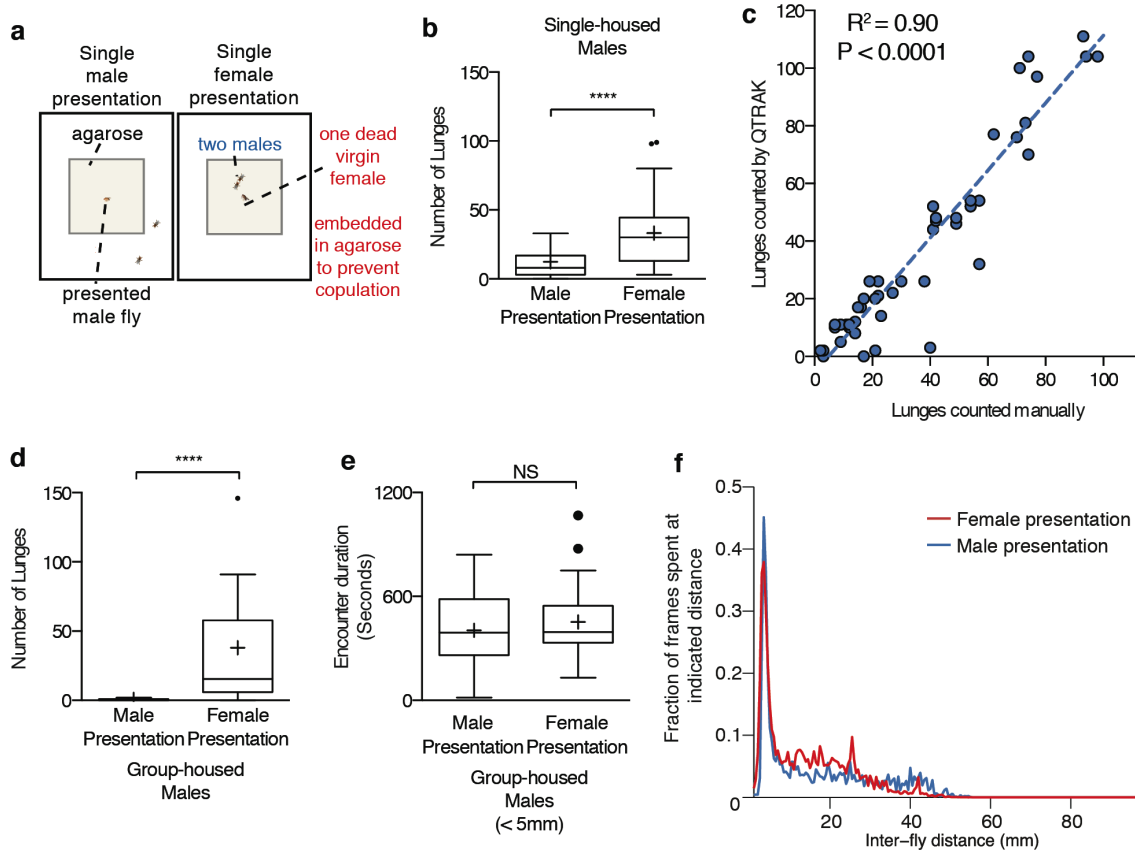 a
Single
male
presentation
Single
female
presentation
agarose
two males
one dead
virgin
female
embedded
in agarose
to prevent
copulation
presented
male fly
b
Single-housed
Males
Number of Lunges
150
100
50
0
****
Male
Presentation
Female
Presentation
c
R² = 0.90
P < 0.0001
Lunges counted by QTRAK
120
100
80
60
40
20
0
0 20 40 60 80 100
Lunges counted manually
d
****
Number of Lunges
150
100
50
0
Male
Presentation
Female
Presentation
Group-housed
Males
e
NS
Encounter duration
(Seconds)
1200
600
0
Male
Presentation
Female
Presentation
Group-housed
Males
(< 5mm)
f
Fraction of frames spent at
indicated distance
0.5
0.4
0.3
0.2
0.1
0
Female presentation
Male presentation
20 40 60 80
Inter-fly distance (mm)